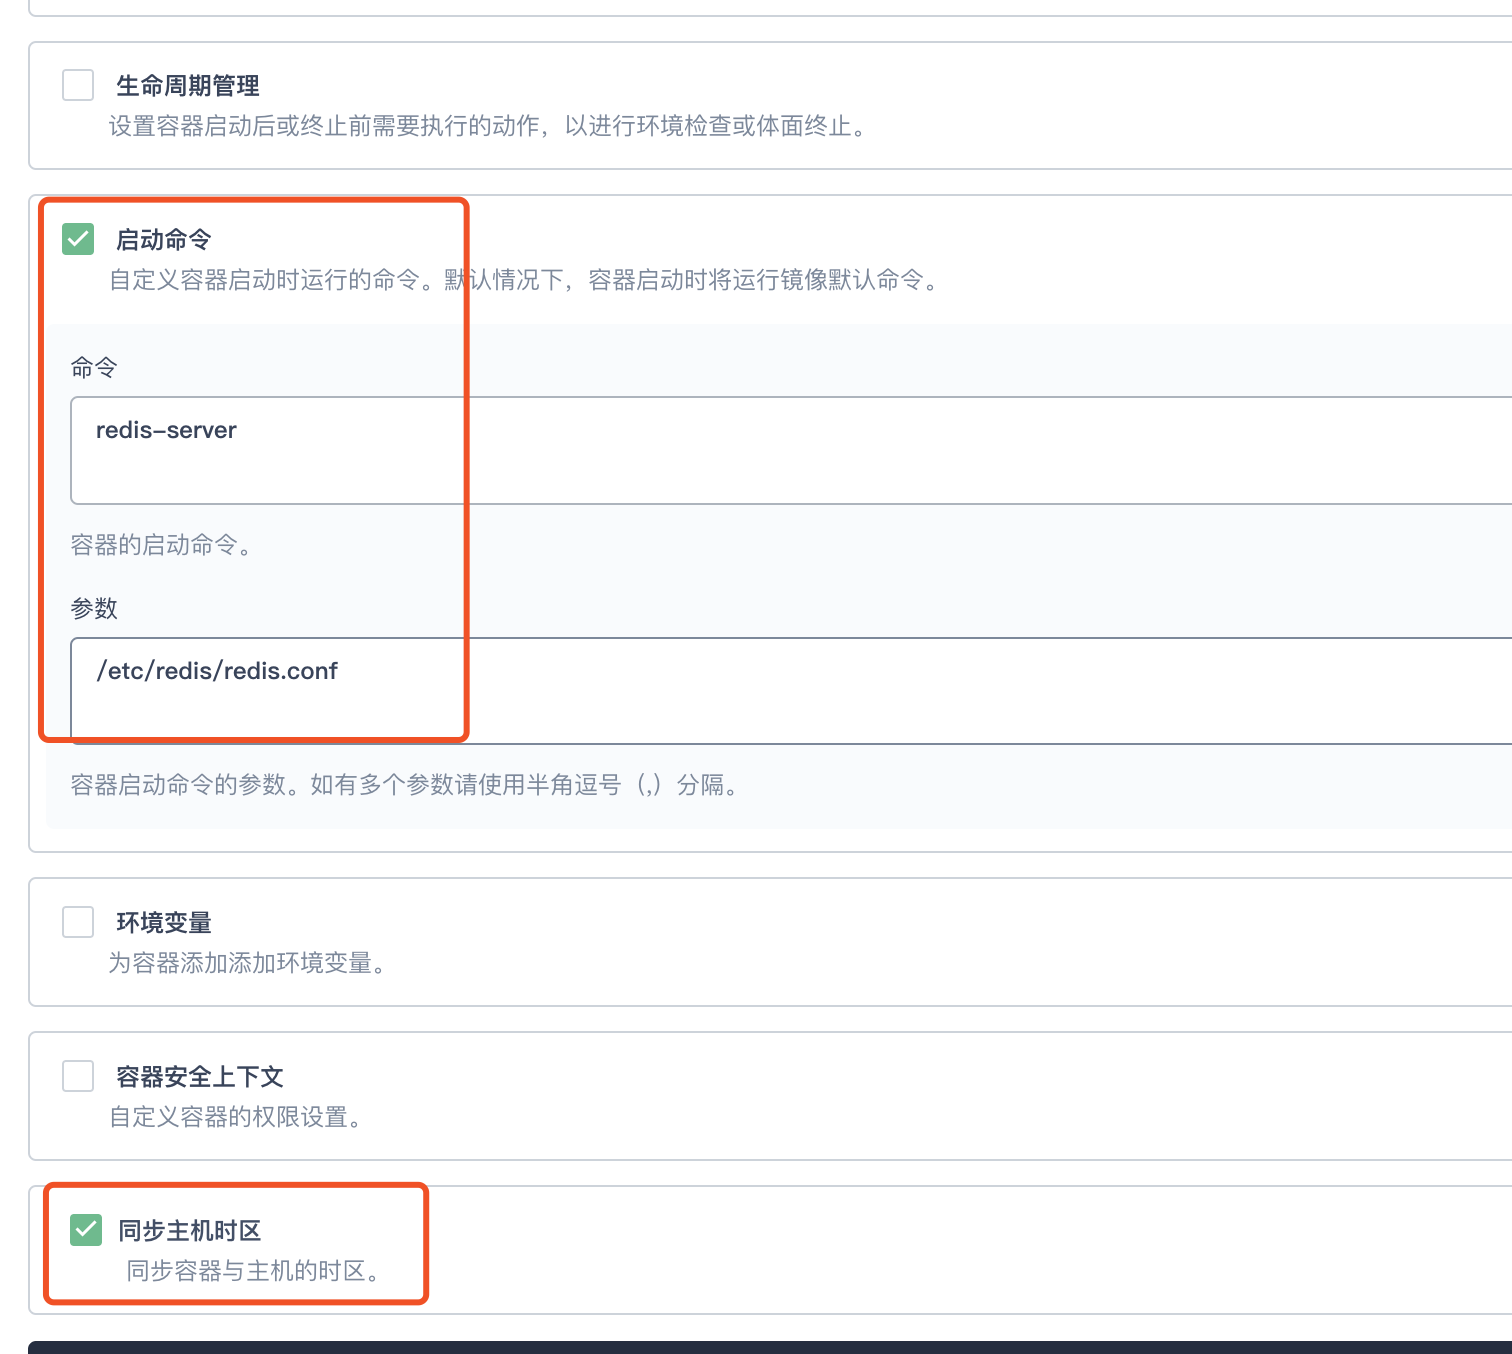 生命周期管理
设置容器启动后或终止前需要执行的动作，以进行环境检查或体面终止。
启动命令
自定义容器启动时运行的命令。默认情况下，容器启动时将运行镜像默认命令。
命令
redis-server
容器的启动命令。
参数
/etc/redis/redis.conf
容器启动命令的参数。如有多个参数请使用半角逗号（,）分隔。
环境变量
为容器添加添加环境变量。
容器安全上下文
自定义容器的权限设置。
同步主机时区
同步容器与主机的时区。